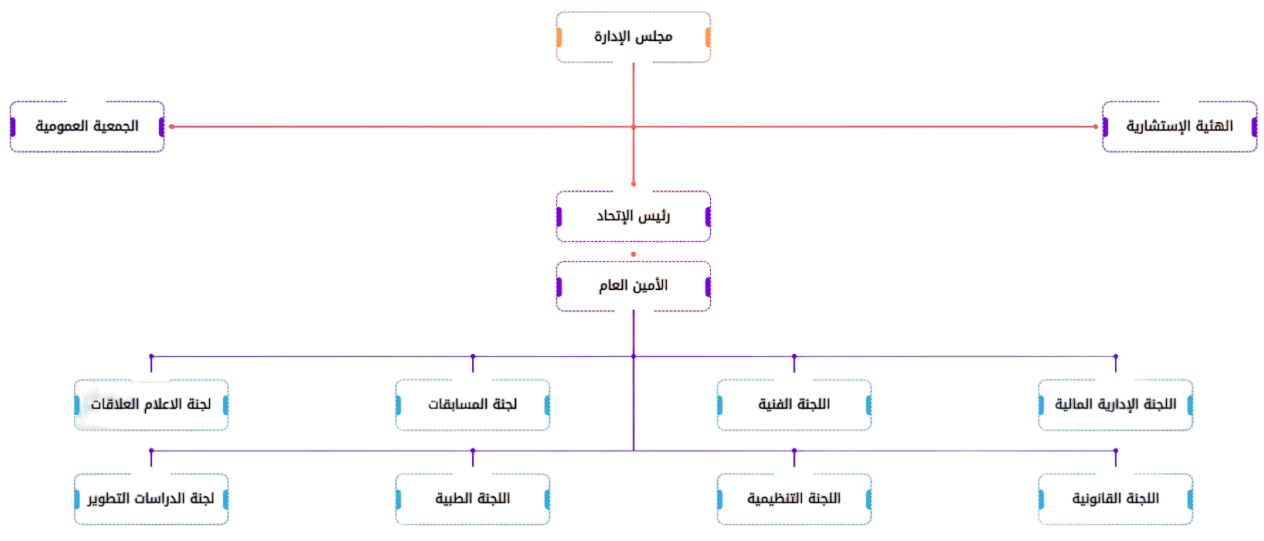 مجلس الإدارة
الهئية الإستشارية
الجمعية العمومية
رئيس الإتحاد
الأمين العام
اللجنة الإدارية المالية
اللجنة الفنية
لجنة المسابقات
لجنة الاعلام العلاقات
اللجنة القانونية
اللجنة التنظيمية
اللجنة الطبية
لجنة الدراسات التطوير